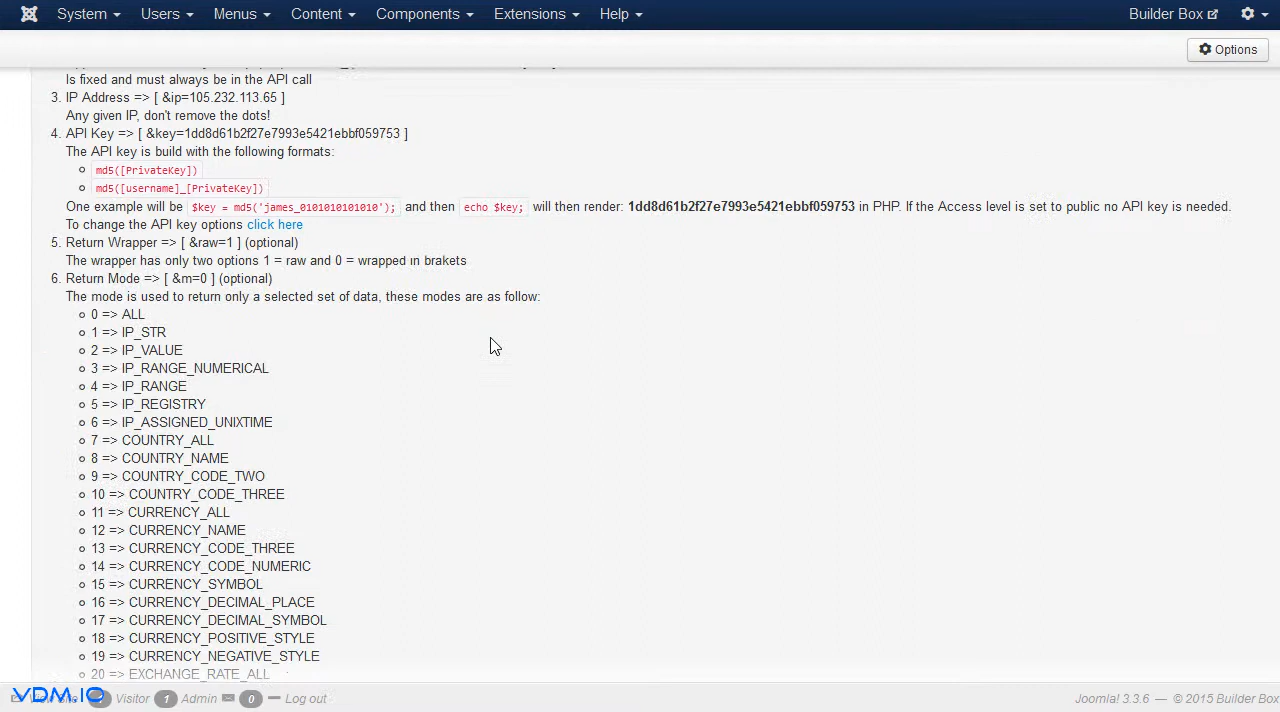 System Users Menus Content Components Extensions Help Builder Box
Options
Is fixed and must always be in the API call
3. IP Address => [ &ip=105.232.113.65 ]
Any given IP, don't remove the dots!
4. API Key => [ &key=1dd8d61b2f27e7993e5421ebbf059753 ]
The API key is build with the following formats:
md5([PrivateKey])
md5([username]_[PrivateKey])
One example will be $key = md5('james_0101010101010'); and then echo $key; will then render: 1dd8d61b2f27e7993e5421ebbf059753 in PHP. If the Access level is set to public no API key is needed.
To change the API key options click here
5. Return Wrapper => [ &raw=1 ] (optional)
The wrapper has only two options 1 = raw and 0 = wrapped in brakets
6. Return Mode => [ &m=0 ] (optional)
The mode is used to return only a selected set of data, these modes are as follow:
0 => ALL
1 => IP_STR
2 => IP_VALUE
3 => IP_RANGE_NUMERICAL
4 => IP_RANGE
5 => IP_REGISTRY
6 => IP_ASSIGNED_UNIXTIME
7 => COUNTRY_ALL
8 => COUNTRY_NAME
9 => COUNTRY_CODE_TWO
10 => COUNTRY_CODE_THREE
11 => CURRENCY_ALL
12 => CURRENCY_NAME
13 => CURRENCY_CODE_THREE
14 => CURRENCY_CODE_NUMERIC
15 => CURRENCY_SYMBOL
16 => CURRENCY_DECIMAL_PLACE
17 => CURRENCY_DECIMAL_SYMBOL
18 => CURRENCY_POSITIVE_STYLE
19 => CURRENCY_NEGATIVE_STYLE
20 => EXCHANGE_RATE_ALL
VDM.IO Visitor 1 Admin 0 Log out Joomla! 3.3.6 — © 2015 Builder Box